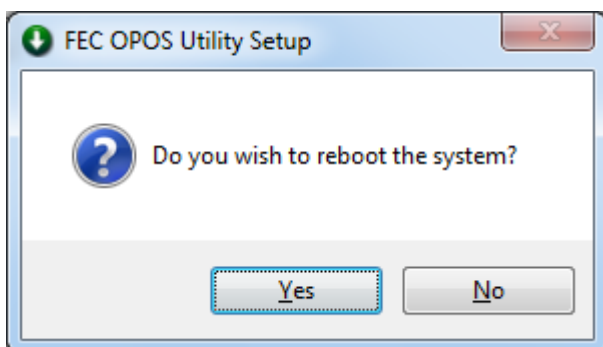 FEC OPOS Utility Setup
Do you wish to reboot the system?
Yes
No